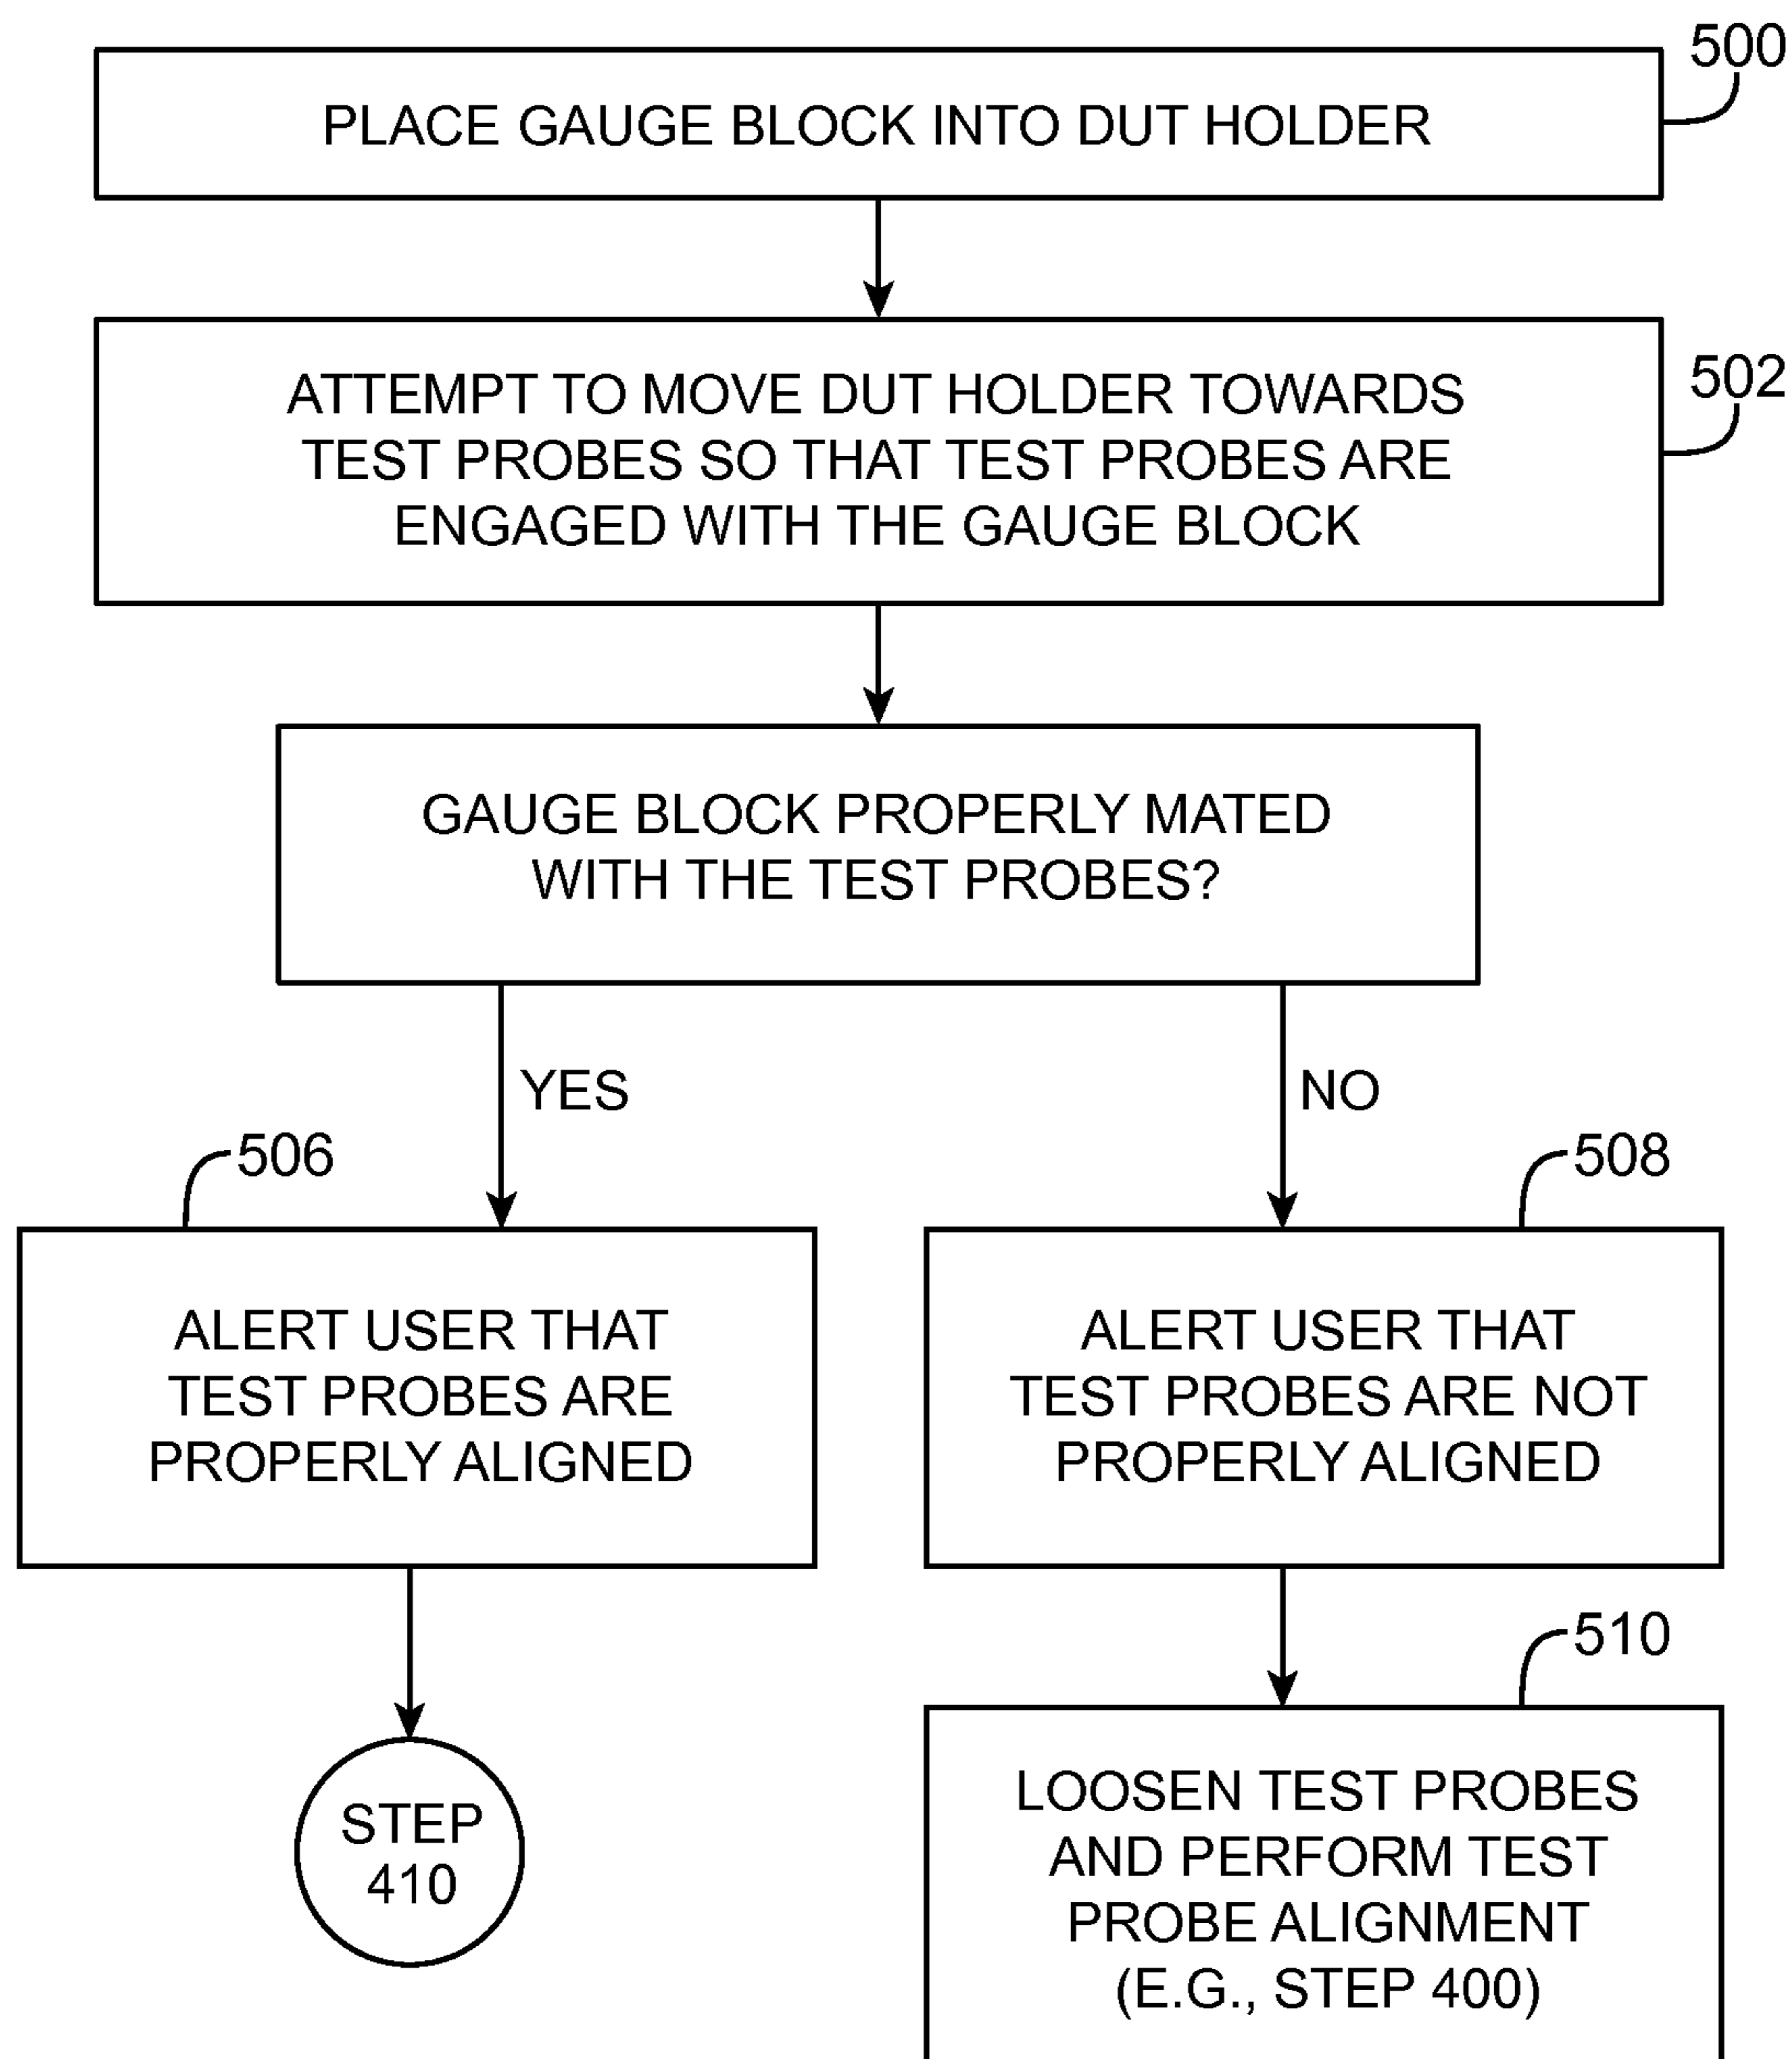 500
PLACE GAUGE BLOCK INTO DUT HOLDER
502
ATTEMPT TO MOVE DUT HOLDER TOWARDS
TEST PROBES SO THAT TEST PROBES ARE
ENGAGED WITH THE GAUGE BLOCK
GAUGE BLOCK PROPERLY MATED
WITH THE TEST PROBES?
YES
NO
506
ALERT USER THAT
TEST PROBES ARE
PROPERLY ALIGNED
508
ALERT USER THAT
TEST PROBES ARE NOT
PROPERLY ALIGNED
STEP
410
510
LOOSEN TEST PROBES
AND PERFORM TEST
PROBE ALIGNMENT
(E.G., STEP 400)